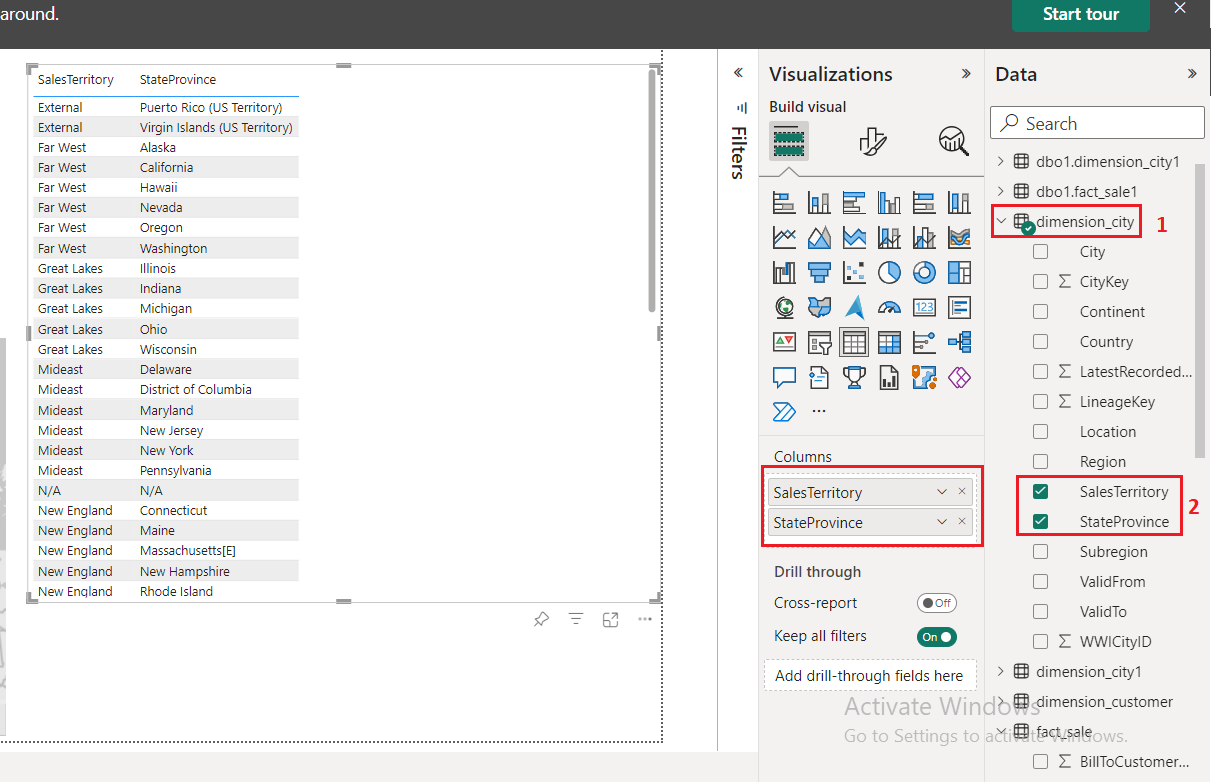 around.
Start tour
SalesTerritory StateProvince
External Puerto Rico (US Territory)
External Virgin Islands (US Territory)
Far West Alaska
Far West California
Far West Hawaii
Far West Nevada
Far West Oregon
Far West Washington
Great Lakes Illinois
Great Lakes Indiana
Great Lakes Michigan
Great Lakes Ohio
Great Lakes Wisconsin
Mideast Delaware
Mideast District of Columbia
Mideast Maryland
Mideast New Jersey
Mideast New York
Mideast Pennsylvania
N/A N/A
New England Connecticut
New England Maine
New England Massachusetts[E]
New England New Hampshire
New England Rhode Island
Filters
Visualizations
Build visual
123
Columns
SalesTerritory
StateProvince
Drill through
Cross-report Off
Keep all filters On
Add drill-through fields here
Data
Search
dbo1.dimension_city1
dbo1.fact_sale1
dimension_city 1
City
CityKey
Continent
Country
LatestRecorded...
LineageKey
Location
Region
SalesTerritory
StateProvince 2
Subregion
ValidFrom
ValidTo
WWICityID
dimension_city1
dimension_customer
fact_sale
BillToCustomer...
Activate Windows
Go to Settings to activate Windows.